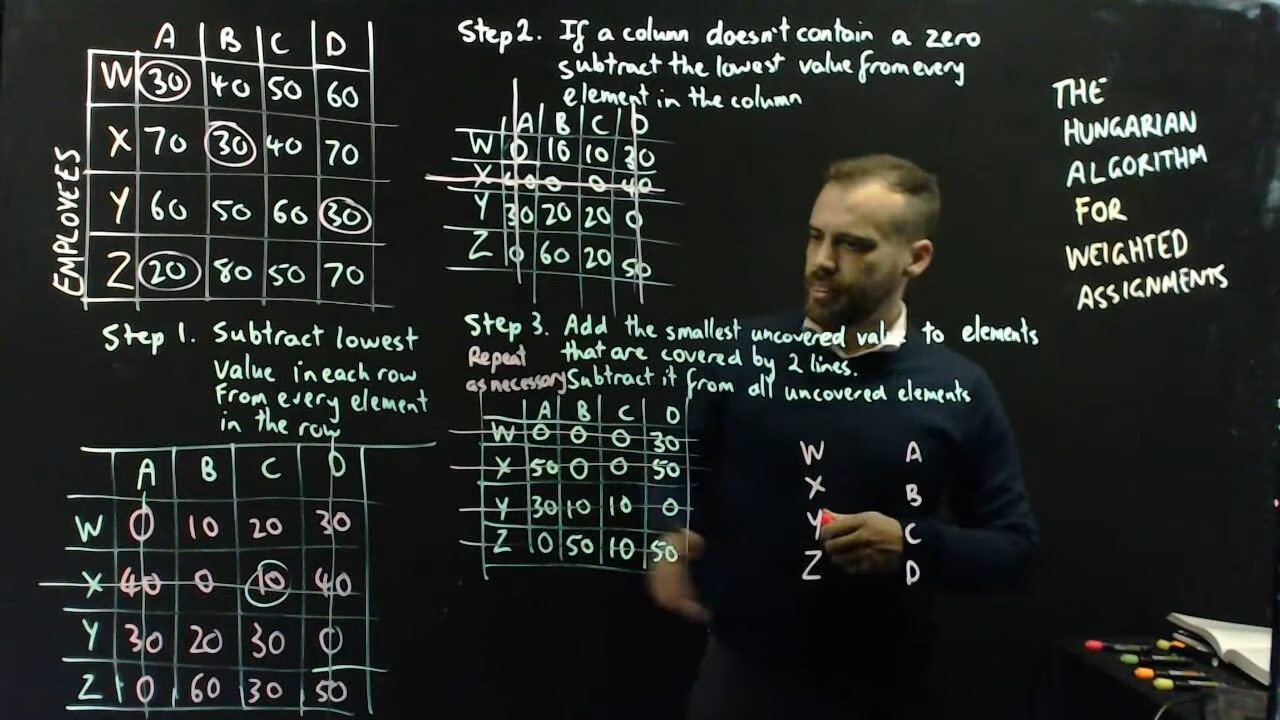 A B C D
EMPLOYEES
W 30 40 50 60
X 70 30 40 70
Y 60 50 60 30
Z 20 80 50 70
Step 1. Subtract lowest
value in each row
From every element
in the row
A B C D
W 0 10 20 30
X 40 0 10 40
Y 30 20 30 0
Z 0 60 30 50
Step 2. If a column doesn't contain a zero
subtract the lowest value from every
element in the column
A B C D
W 0 10 10 30
X 0 0 40
Y 30 20 20 0
Z 0 60 20 50
Step 3. Add the smallest uncovered value to elements
Repeat that are covered by 2 lines.
as necessary Subtract it from all uncovered elements
A B C D
W 0 0 0 30
X 50 0 0 50
Y 30 10 10 0
Z 0 50 10 50
W A
X B
Y C
Z D
THE
HUNGARIAN
ALGORITHM
FOR
WEIGHTED
ASSIGNMENTS